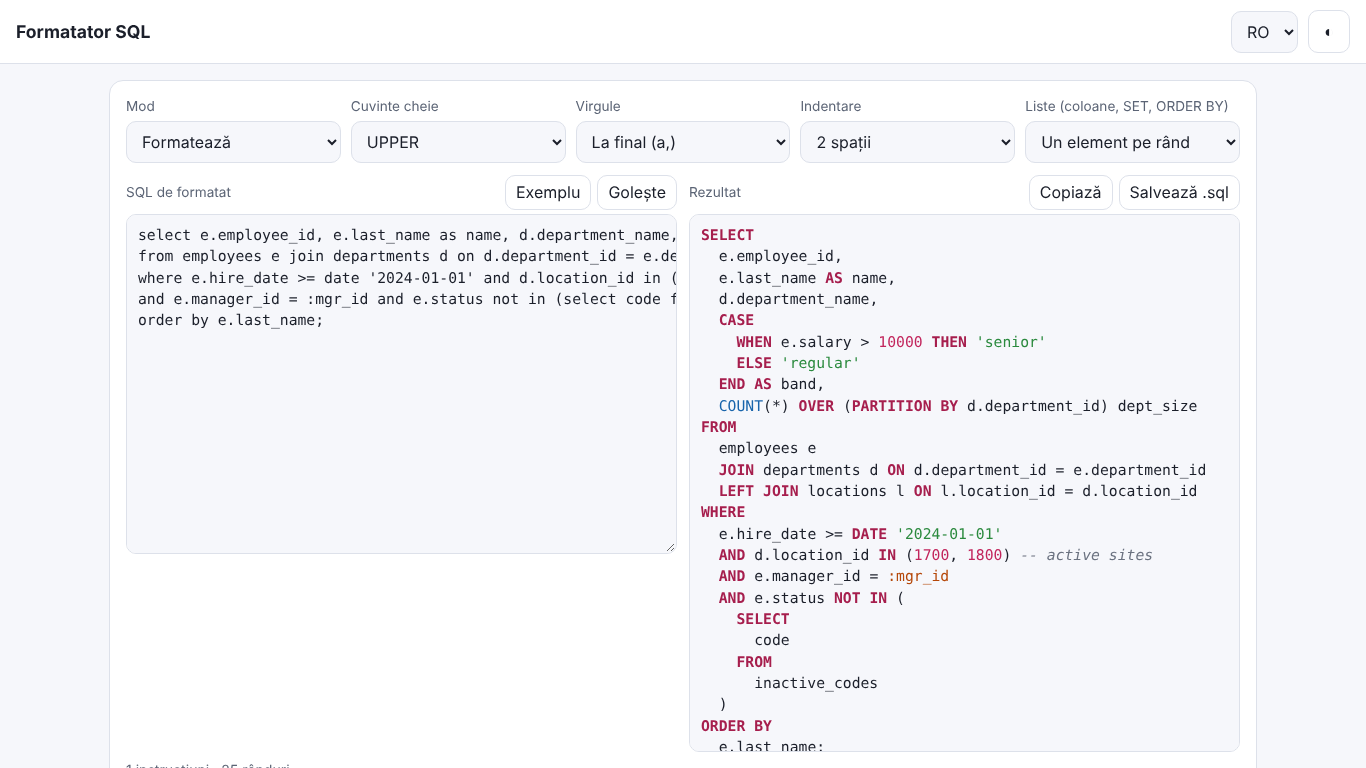 Formatator SQL
RO
Mod
Cuvinte cheie
Virgule
Indentare
Liste (coloane, SET, ORDER BY)
Formatează
UPPER
La final (a,)
2 spații
Un element pe rând
SQL de formatat
Exemplu
Golește
Rezultat
Copiază
Salvează .sql
select e.employee_id, e.last_name as name, d.department_name,
from employees e join departments d on d.department_id = e.de
where e.hire_date >= date '2024-01-01' and d.location_id in (
and e.manager_id = :mgr_id and e.status not in (select code f
order by e.last_name;
SELECT
e.employee_id,
e.last_name AS name,
d.department_name,
CASE
WHEN e.salary > 10000 THEN 'senior'
ELSE 'regular'
END AS band,
COUNT(*) OVER (PARTITION BY d.department_id) dept_size
FROM
employees e
JOIN departments d ON d.department_id = e.department_id
LEFT JOIN locations l ON l.location_id = d.location_id
WHERE
e.hire_date >= DATE '2024-01-01'
AND d.location_id IN (1700, 1800) -- active sites
AND e.manager_id = :mgr_id
AND e.status NOT IN (
SELECT
code
FROM
inactive_codes
)
ORDER BY
e.last_name;